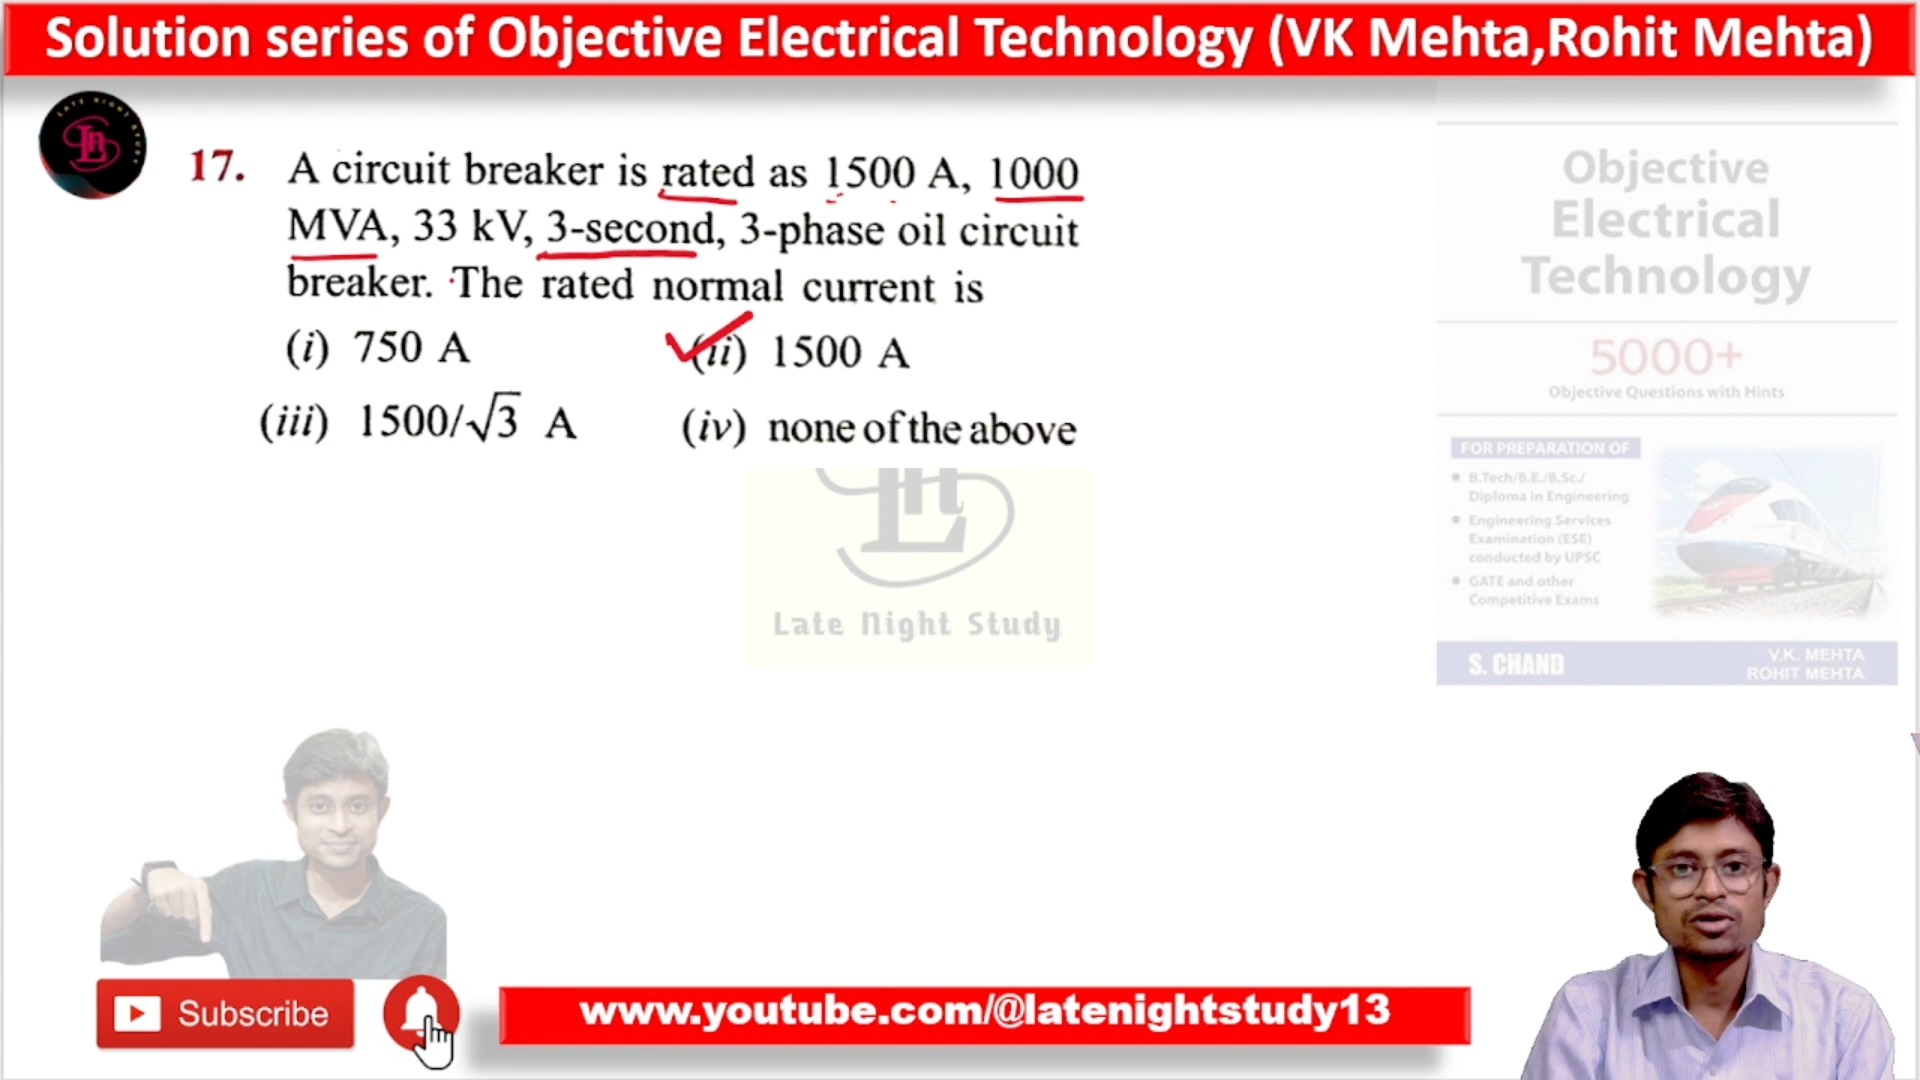 Solution series of Objective Electrical Technology (VK Mehta,Rohit Mehta)
LATE NIGHT STUDY
17. A circuit breaker is rated as 1500 A, 1000
MVA, 33 kV, 3-second, 3-phase oil circuit
breaker. The rated normal current is
(i) 750 A (ii) 1500 A
(iii) 1500/√3 A (iv) none of the above
Late Night Study
Objective
Electrical
Technology
5000+
Objective Questions with Hints
FOR PREPARATION OF
• B.Tech/B.E./B.Sc./
Diploma in Engineering
• Engineering Services
Examination (ESE)
conducted by UPSC
• GATE and other
Competitive Exams
S. CHAND
V.K. MEHTA
ROHIT MEHTA
Subscribe
www.youtube.com/@latenightstudy13